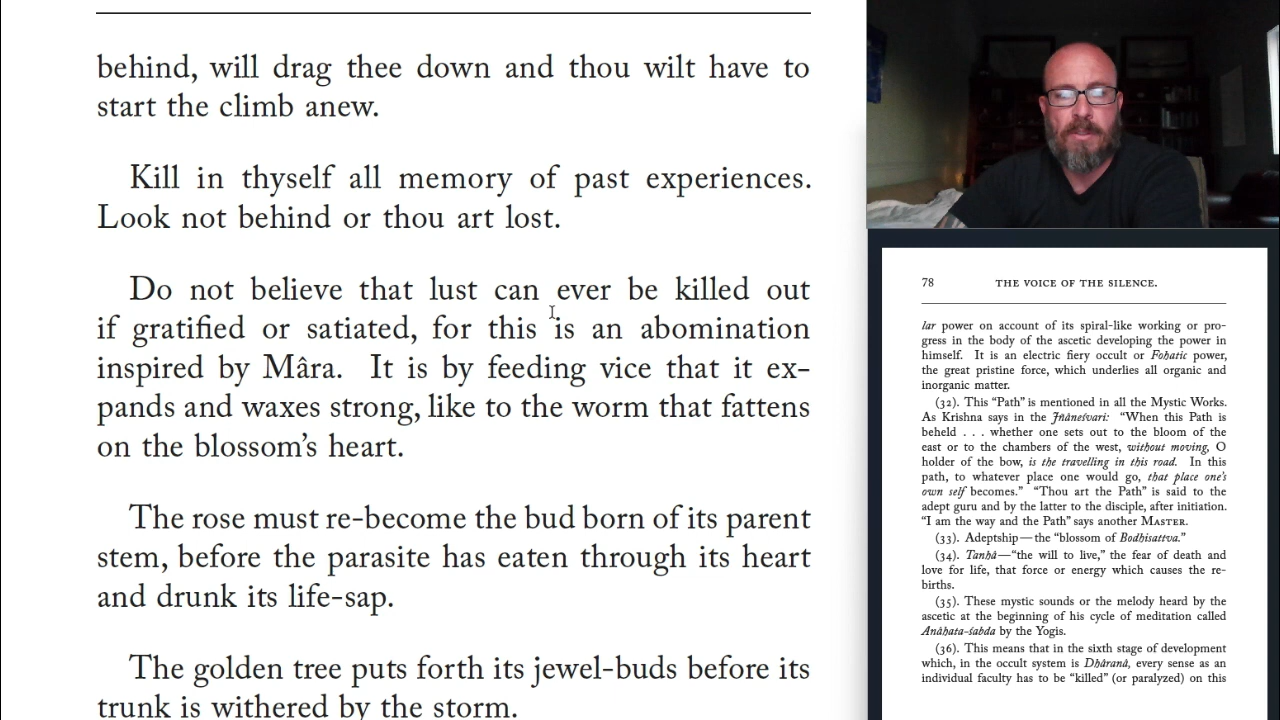 behind, will drag thee down and thou wilt have to
start the climb anew.
Kill in thyself all memory of past experiences.
Look not behind or thou art lost.
Do not believe that lust can ever be killed out
if gratified or satiated, for this is an abomination
inspired by Mâra. It is by feeding vice that it ex-
pands and waxes strong, like to the worm that fattens
on the blossom's heart.
The rose must re-become the bud born of its parent
stem, before the parasite has eaten through its heart
and drunk its life-sap.
The golden tree puts forth its jewel-buds before its
trunk is withered by the storm.
78 THE VOICE OF THE SILENCE.
lar power on account of its spiral-like working or pro-
gress in the body of the ascetic developing the power in
himself. It is an electric fiery occult or Fohatic power,
the great pristine force, which underlies all organic and
inorganic matter.
(32). This “Path” is mentioned in all the Mystic Works.
As Krishna says in the Jñâneśvari: “When this Path is
beheld . . . whether one sets out to the bloom of the
east or to the chambers of the west, without moving, O
holder of the bow, is the travelling in this road. In this
path, to whatever place one would go, that place one's
own self becomes.” “Thou art the Path” is said to the
adept guru and by the latter to the disciple, after initiation.
“I am the way and the Path” says another MASTER.
(33). Adeptship—the “blossom of Bodhisattva.”
(34). Tanhâ—“the will to live,” the fear of death and
love for life, that force or energy which causes the re-
births.
(35). These mystic sounds or the melody heard by the
ascetic at the beginning of his cycle of meditation called
Anâhata-śabda by the Yogis.
(36). This means that in the sixth stage of development
which, in the occult system is Dhâranâ, every sense as an
individual faculty has to be “killed” (or paralyzed) on this